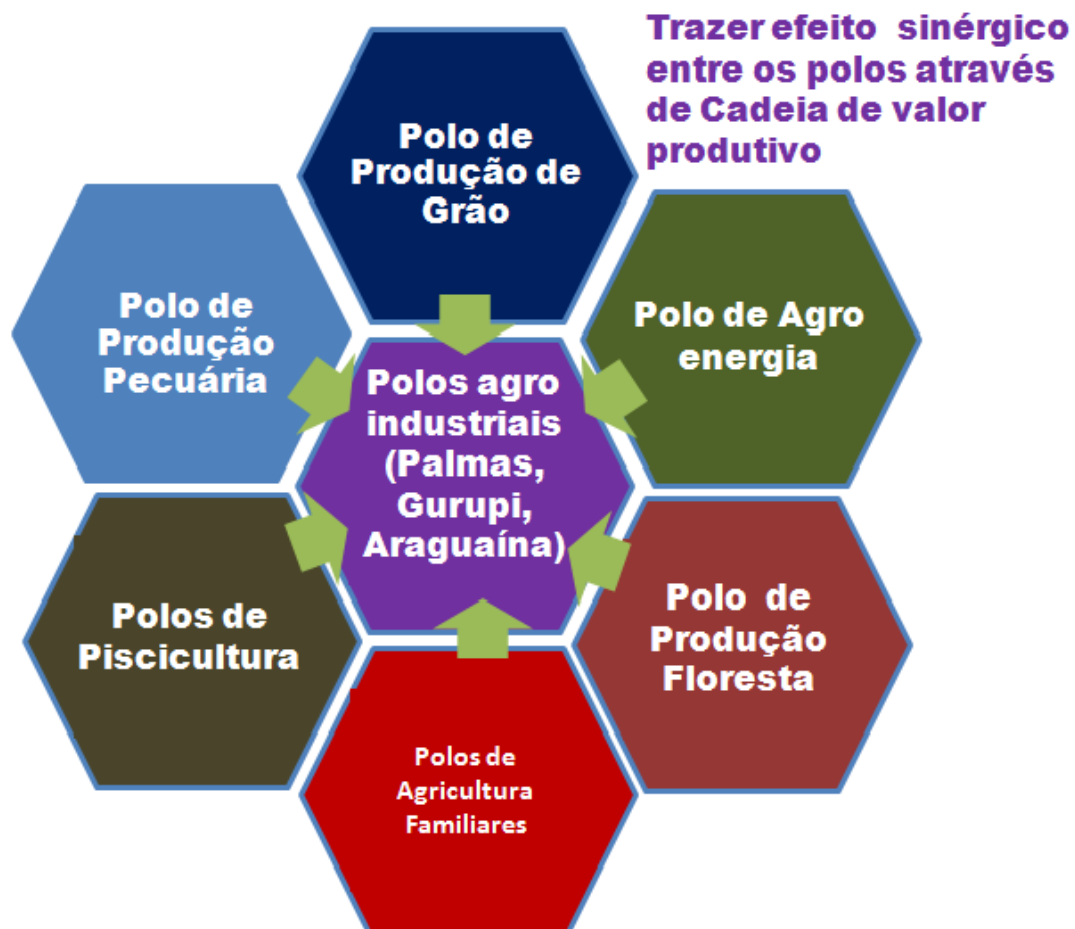 Trazer efeito sinérgico
entre os polos através
de Cadeia de valor
produtivo
Polo de
Produção de
Grão
Polo de
Produção
Pecuária
Polo de Agro
energia
Polos agro
industriais
(Palmas,
Gurupi,
Araguaína)
Polos de
Piscicultura
Polo de
Produção
Floresta
Polos de
Agricultura
Familiares